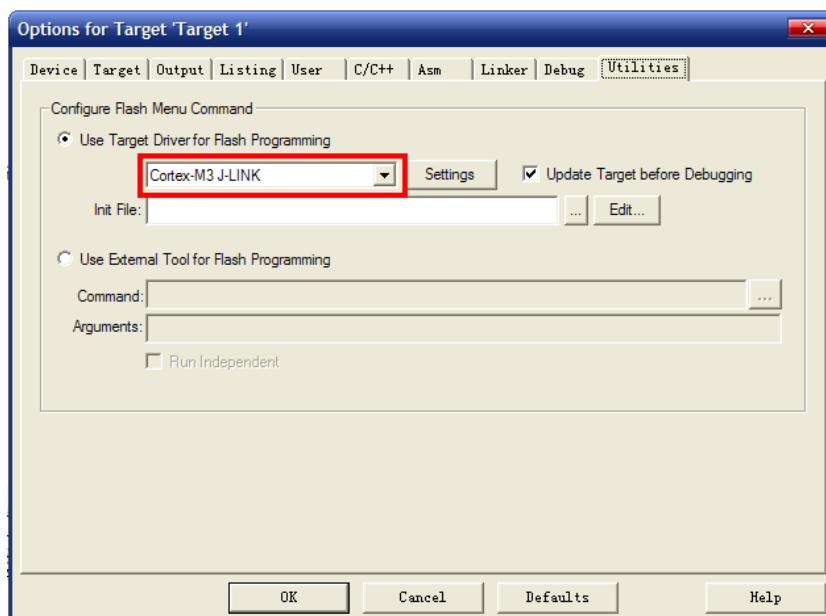 Options for Target 'Target 1'
Device Target Output Listing User C/C++ Asm Linker Debug Utilities
Configure Flash Menu Command
Use Target Driver for Flash Programming
Cortex-M3 J-LINK Settings Update Target before Debugging
Init File: ... Edit...
Use External Tool for Flash Programming
Command: ...
Arguments:
Run Independent
OK Cancel Defaults Help